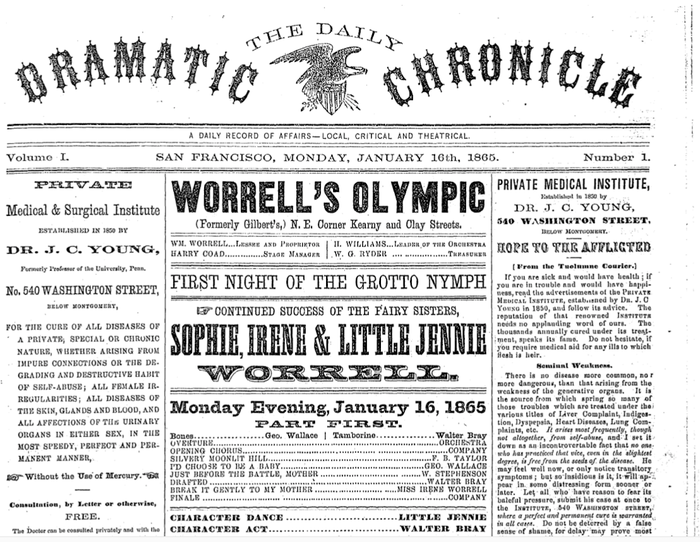 THE DAILY
DRAMATIC CHRONICLE
A DAILY RECORD OF AFFAIRS—LOCAL, CRITICAL AND THEATRICAL.
Volume I. SAN FRANCISCO, MONDAY, JANUARY 16th, 1865. Number 1.
PRIVATE
Medical & Surgical Institute
ESTABLISHED IN 1850 BY
DR. J. C. YOUNG,
Formerly Professor of the University, Penn.
No. 540 WASHINGTON STREET,
BELOW MONTGOMERY,
FOR THE CURE OF ALL DISEASES OF
A PRIVATE, SPECIAL OR CHRONIC
NATURE, WHETHER ARISING FROM
IMPURE CONNECTIONS OR THE DE-
GRADING AND DESTRUCTIVE HABIT
OF SELF-ABUSE; ALL FEMALE IR-
REGULARITIES; ALL DISEASES OF
THE SKIN, GLANDS AND BLOOD, AND
ALL AFFECTIONS OF THE URINARY
ORGANS IN EITHER SEX, IN THE
MOST SPEEDY, PERFECT AND PER-
MANENT MANNER,
Without the Use of Mercury.
Consultation, by Letter or otherwise,
FREE.
The Doctor can be consulted privately and with the
WORRELL'S OLYMPIC
(Formerly Gilbert's,) N. E. Corner Kearny and Clay Streets.
WM. WORRELL...LESSEE AND PROPRIETOR | H. WILLIAMS...LEADER OF THE ORCHESTRA
HARRY COAD...............STAGE MANAGER | W. G. RYDER ....................TREASURER
FIRST NIGHT OF THE GROTTO NYMPH
CONTINUED SUCCESS OF THE FAIRY SISTERS,
SOPHIE, IRENE & LITTLE JENNIE
WORRELL.
Monday Evening, January 16, 1865
PART FIRST.
Bones...............Geo. Wallace | Tamborine...............Walter Bray
OVERTURE...............ORCHESTRA
OPENING CHORUS...............COMPANY
SILVERY MOONLIT HILL...............F. B. TAYLOR
I'D CHOOSE TO BE A BABY...............GEO. WALLACE
JUST BEFORE THE BATTLE, MOTHER...............W. STEPHENSON
DRAFTED...............WALTER BRAY
BREAK IT GENTLY TO MY MOTHER...............MISS IRENE WORRELL
FINALE...............COMPANY
CHARACTER DANCE...............LITTLE JENNIE
CHARACTER ACT...............WALTER BRAY
PRIVATE MEDICAL INSTITUTE,
Established in 1850 by
DR. J. C. YOUNG,
540 WASHINGTON STREET,
BELOW MONTGOMERY.
HOPE TO THE AFFLICTED
[From the Tuolumne Courier.]
If you are sick and would have health; if
you are in trouble and would have happi-
ness, read the advertisements of the PRIVATE
MEDICAL INSTITUTE, established by DR. J. C
YOUNG in 1850, and follow its advice. The
reputation of that renowned INSTITUTE
needs no applauding word of ours. The
thousands annually cured under its treat-
ment, speaks its fame. Do not hesitate, if
you require medical aid for any ills to which
flesh is heir.
Seminal Weakness.
There is no disease more common, nor
more dangerous, than that arising from the
weakness of the generative organs. It is
the source from which spring so many of
those troubles which are treated under the
various titles of Liver Complaint, Indiges-
tion, Dyspepsia, Heart Diseases, Lung Com-
plaints, etc. It arises most frequently, though
not altogether, from self-abuse, and I set it
down as an incontrovertable fact that no one
who has practiced that vice, even in the slightest
degree, is free from the seeds of the disease. He
may feel well now, or only notice transitory
symptoms; but so insidious is it, it will ap-
pear in some distressing form sooner or
later. Let all who have reason to fear its
baleful pressure, submit his case at once to
the INSTITUTE, 540 WASHINGTON STREET,
where a perfect and permanent cure is warranted
in all cases. Do not be deterred by a false
sense of shame, for delay may prove most